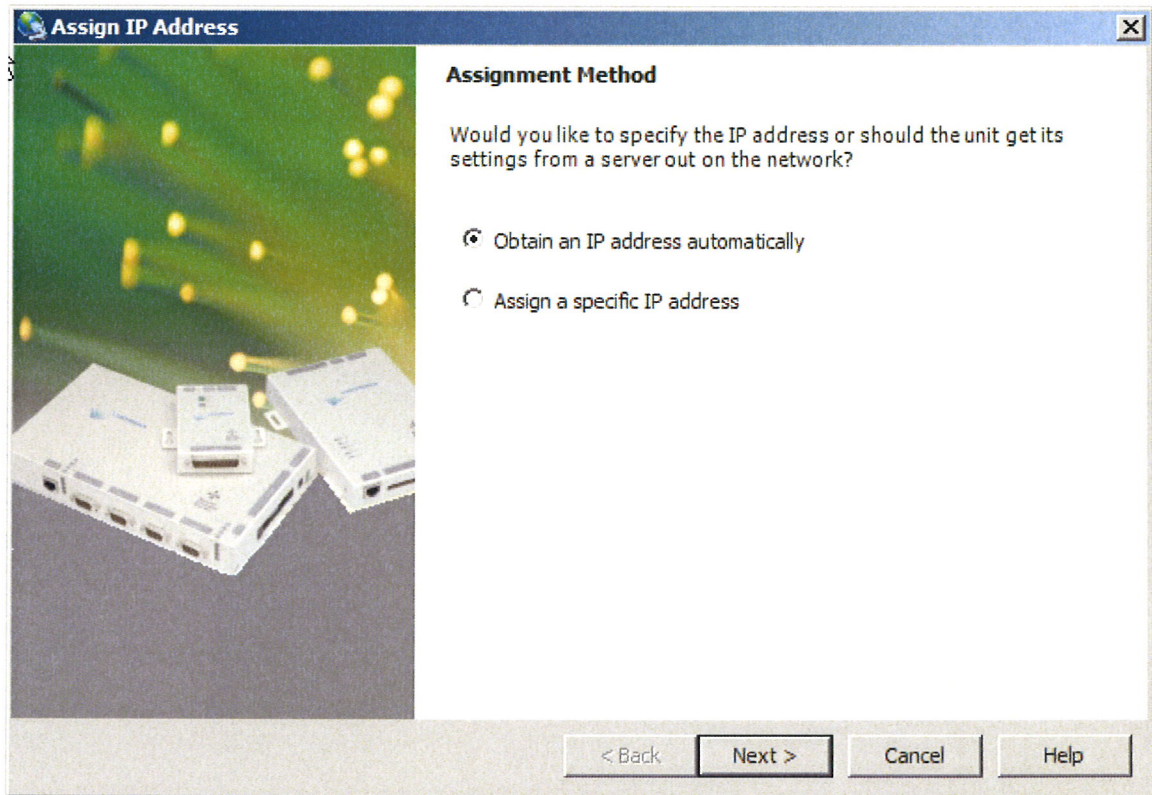 Assign IP Address
Assignment Method
Would you like to specify the IP address or should the unit get its
settings from a server out on the network?
Obtain an IP address automatically
Assign a specific IP address
< Back
Next >
Cancel
Help